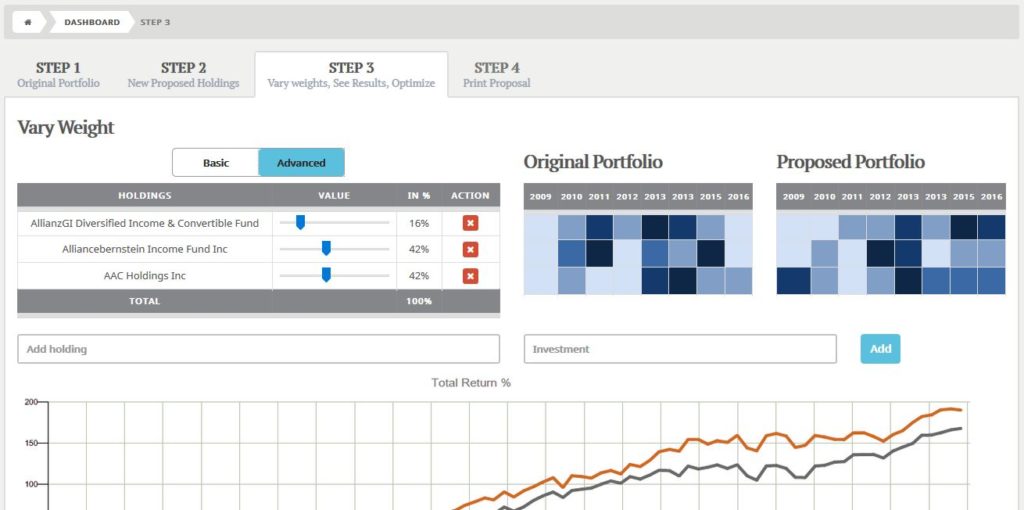 DASHBOARD STEP 3
STEP 1 STEP 2 STEP 3 STEP 4
Original Portfolio New Proposed Holdings Vary weights, See Results, Optimize Print Proposal
Vary Weight
Basic Advanced
Original Portfolio Proposed Portfolio
HOLDINGS VALUE IN % ACTION
2009 2010 2011 2012 2013 2013 2015 2016
2009 2010 2011 2012 2013 2013 2015 2016
AllianzGI Diversified Income & Convertible Fund 16%
Alliancebernstein Income Fund Inc 42%
AAC Holdings Inc 42%
TOTAL 100%
Add holding Investment Add
Total Return %
200
150
100